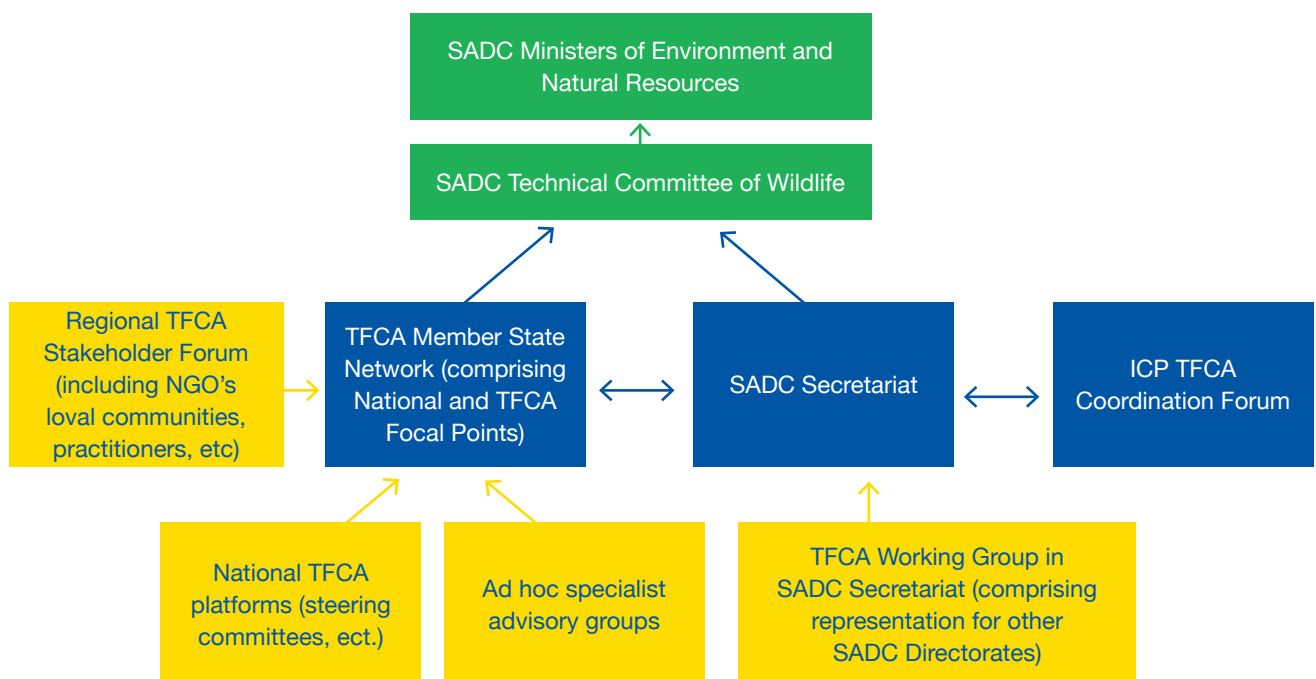 SADC Ministers of Environment and
Natural Resources
SADC Technical Committee of Wildlife
Regional TFCA
Stakeholder Forum
(including NGO's
loval communities,
practitioners, etc)
TFCA Member State
Network (comprising
National and TFCA
Focal Points)
SADC Secretariat
ICP TFCA
Coordination Forum
National TFCA
platforms (steering
committees, ect.)
Ad hoc specialist
advisory groups
TFCA Working Group in
SADC Secretariat (comprising
representation for other
SADC Directorates)